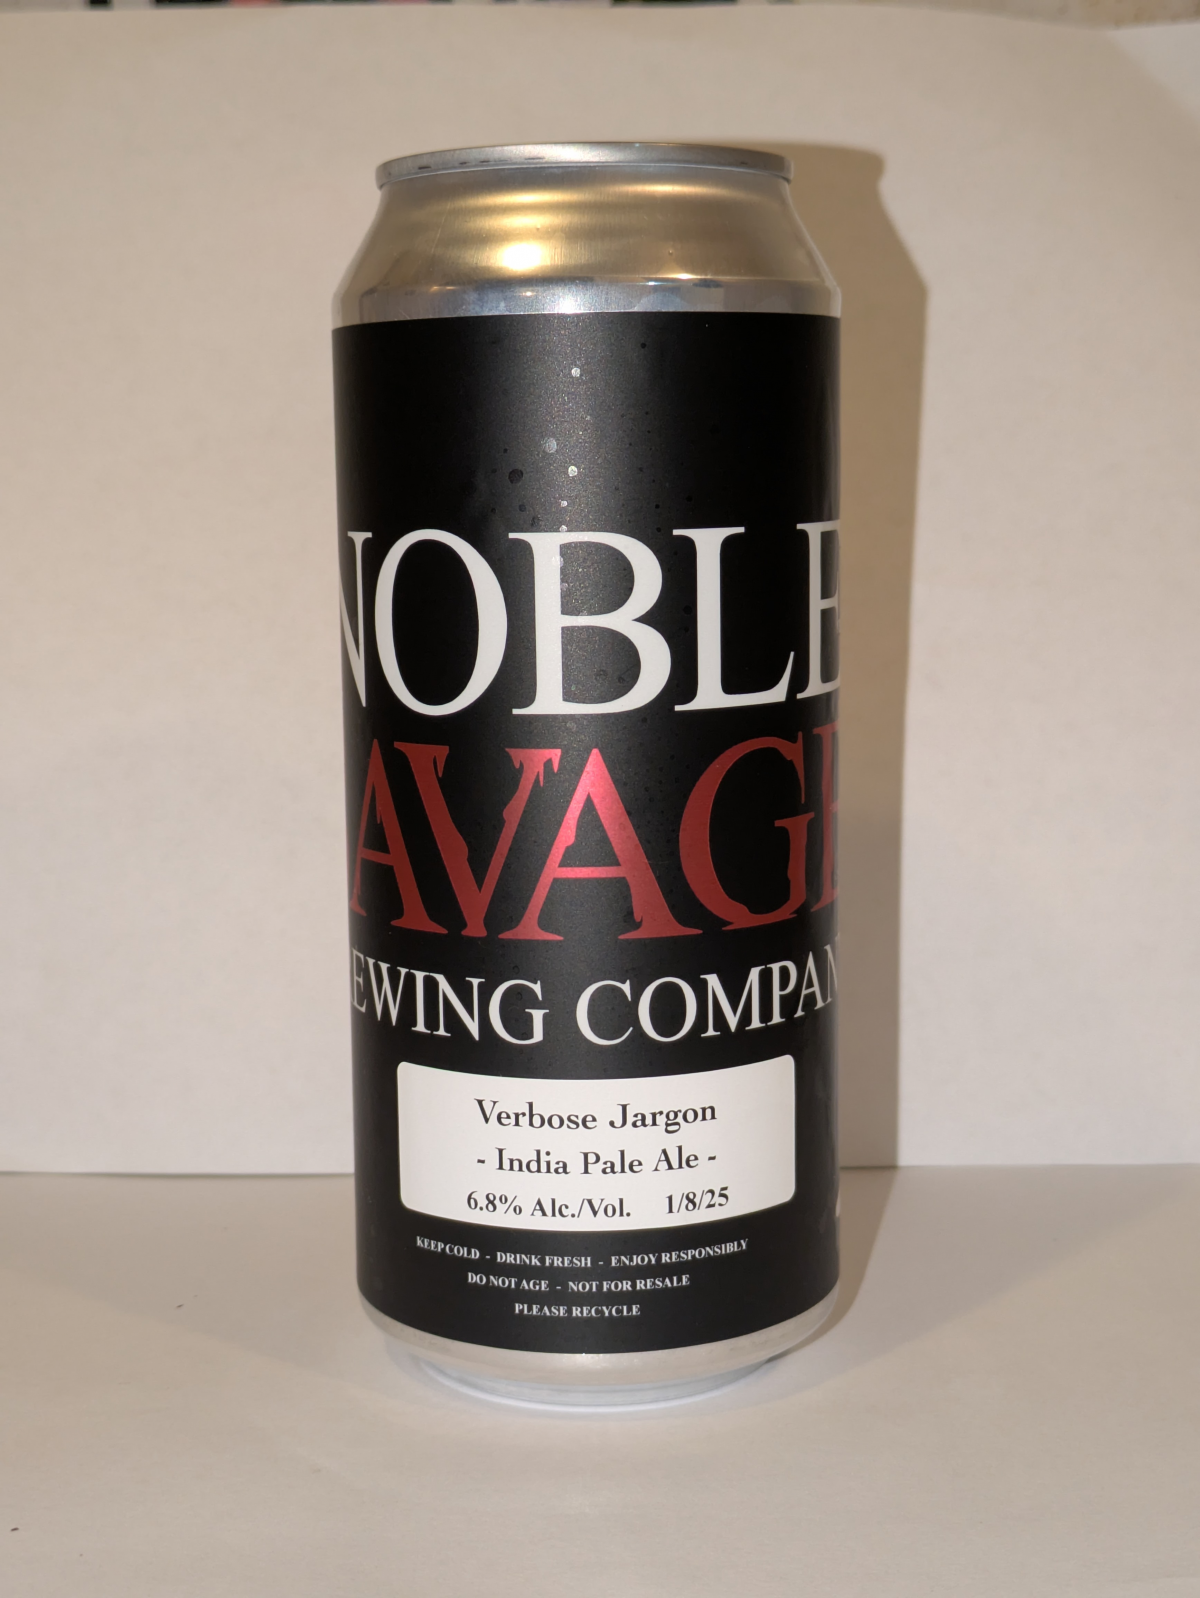 NOBLE
AVAGE
EWING COMPAN
Verbose Jargon
- India Pale Ale -
6.8% Alc./Vol. 1/8/25
KEEP COLD - DRINK FRESH - ENJOY RESPONSIBLY
DO NOT AGE - NOT FOR RESALE
PLEASE RECYCLE